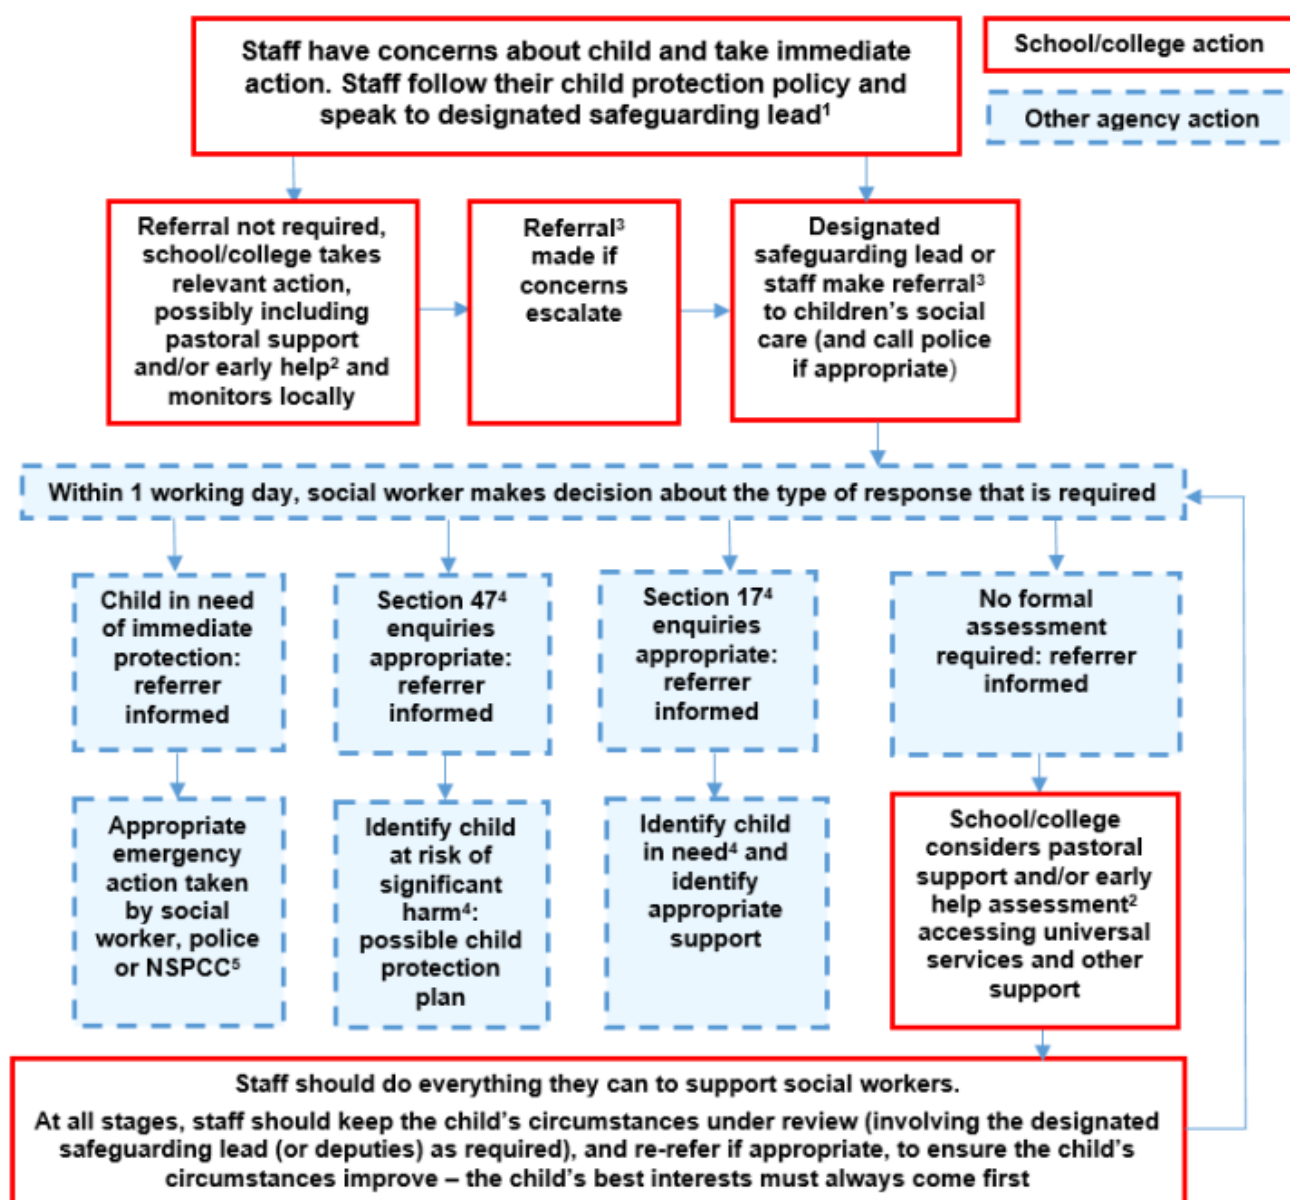 Staff have concerns about child and take immediate
action. Staff follow their child protection policy and
speak to designated safeguarding lead¹
School/college action
Other agency action
Referral not required,
school/college takes
relevant action,
possibly including
pastoral support
and/or early help² and
monitors locally
Referral³
made if
concerns
escalate
Designated
safeguarding lead or
staff make referral³
to children’s social
care (and call police
if appropriate)
Within 1 working day, social worker makes decision about the type of response that is required
Child in need
of immediate
protection:
referrer
informed
Section 47⁴
enquiries
appropriate:
referrer
informed
Section 17⁴
enquiries
appropriate:
referrer
informed
No formal
assessment
required: referrer
informed
Appropriate
emergency
action taken
by social
worker, police
or NSPCC⁵
Identify child
at risk of
significant
harm⁴:
possible child
protection
plan
Identify child
in need⁴ and
identify
appropriate
support
School/college
considers pastoral
support and/or early
help assessment²
accessing universal
services and other
support
Staff should do everything they can to support social workers.
At all stages, staff should keep the child’s circumstances under review (involving the designated
safeguarding lead (or deputies) as required), and re-refer if appropriate, to ensure the child’s
circumstances improve – the child’s best interests must always come first